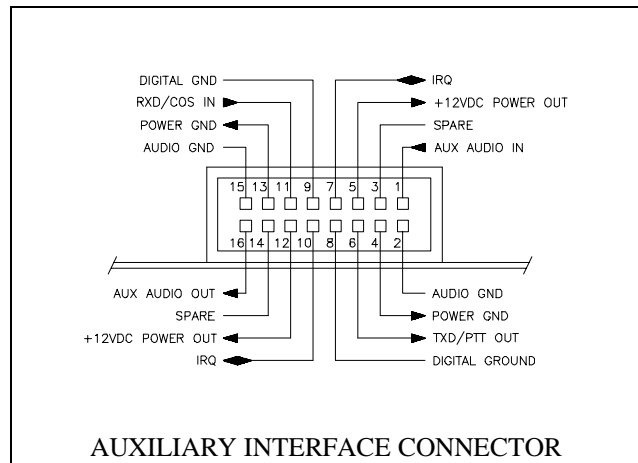 DIGITAL GND IRQ
RXD/COS IN +12VDC POWER OUT
POWER GND SPARE
AUDIO GND AUX AUDIO IN
15 13 11 9 7 5 3 1
16 14 12 10 8 6 4 2
AUX AUDIO OUT AUDIO GND
SPARE POWER GND
+12VDC POWER OUT TXD/PTT OUT
IRQ DIGITAL GROUND
AUXILIARY INTERFACE CONNECTOR